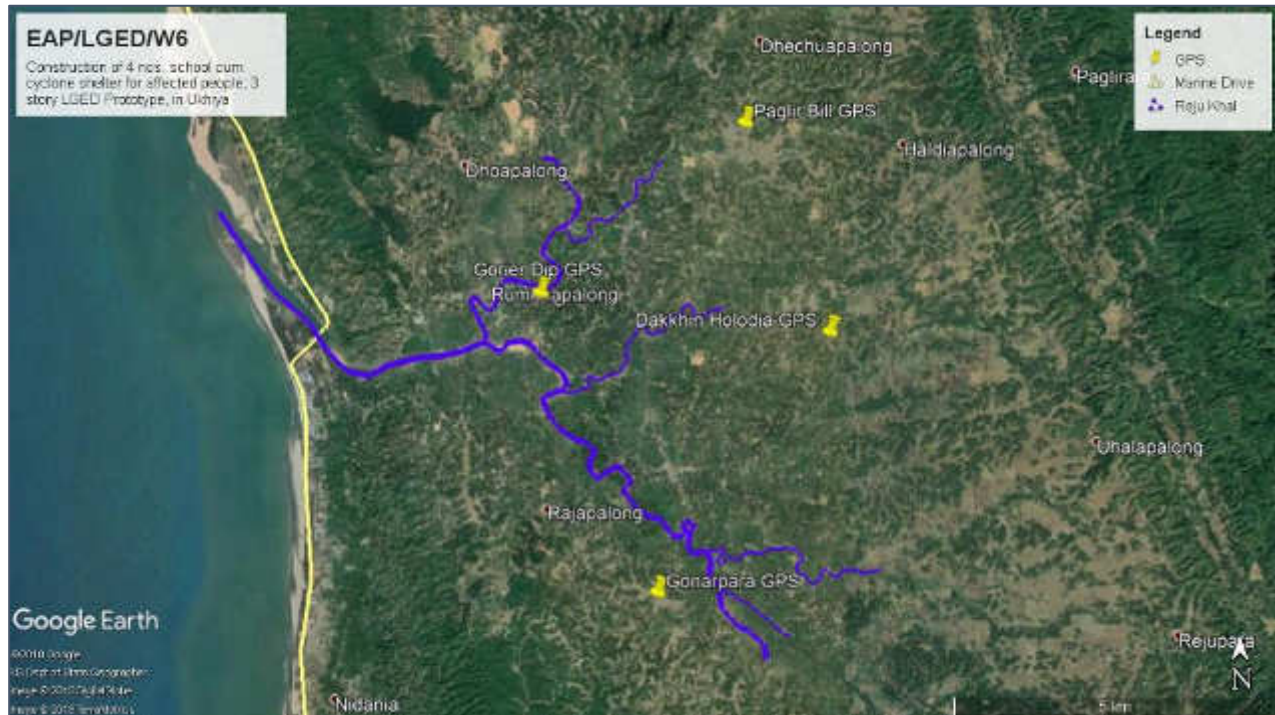 EAP/LGED/W6
Construction of 4 nos. school cum
cyclone shelter for affected people, 3
story LGED Prototype, in Ukhiya
Legend
GPS
Marine Drive
Reju Khal
Dhechuapalong
Paglir Bill GPS
Haldiapalong
Dhoapalong
Goner Dip GPS
Dakkhin Holodia GPS
Uhalapalong
Rajapalong
Gonarpara GPS
Rejupara
Nidania
Google Earth
N
5 km